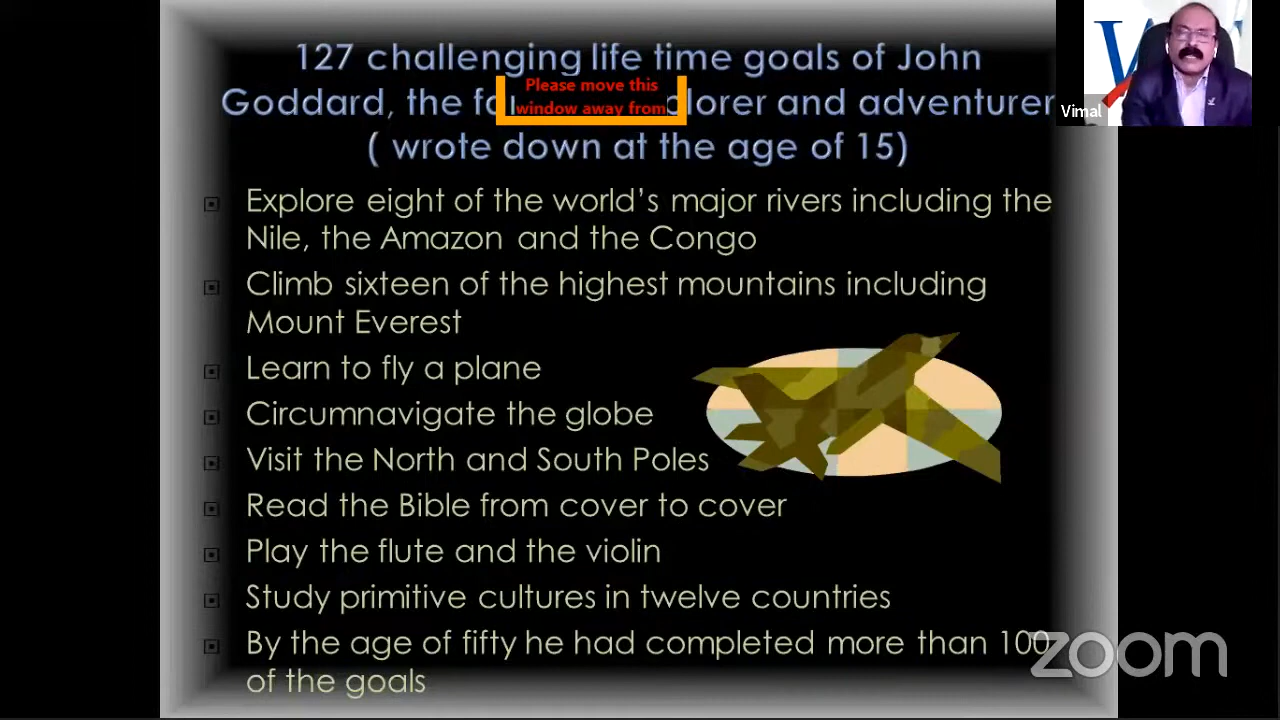 127 challenging life time goals of John
Goddard, the plorer and adventurer
( wrote down at the age of 15)
Please move this
window away from
Vimal
Explore eight of the world's major rivers including the
Nile, the Amazon and the Congo
Climb sixteen of the highest mountains including
Mount Everest
Learn to fly a plane
Circumnavigate the globe
Visit the North and South Poles
Read the Bible from cover to cover
Play the flute and the violin
Study primitive cultures in twelve countries
By the age of fifty he had completed more than 100
of the goals
zoom